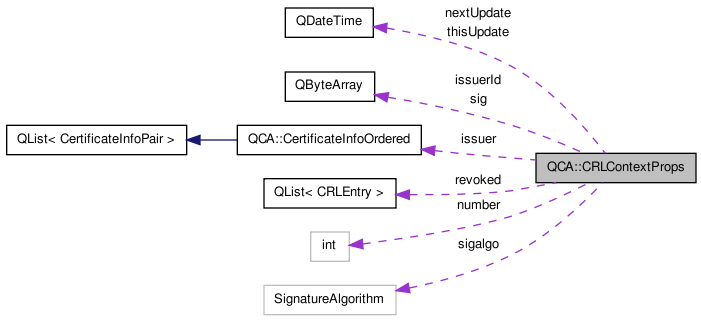 nextUpdate
thisUpdate
QDateTime
issuerId
sig
QByteArray
QList< CertificateInfoPair >
QCA::CertificateInfoOrdered
issuer
QCA::CRLContextProps
revoked
QList< CRLEntry >
number
int
sigalgo
SignatureAlgorithm